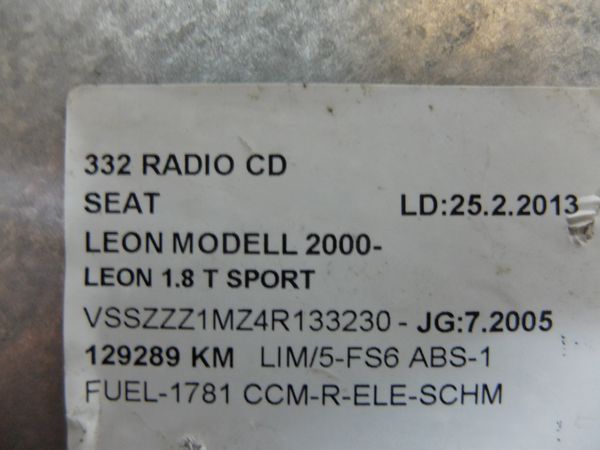 332 RADIO CD
SEAT LD:25.2.2013
LEON MODELL 2000-
LEON 1.8 T SPORT
VSSZZZ1MZ4R133230 - JG:7.2005
129289 KM LIM/5-FS6 ABS-1
FUEL-1781 CCM-R-ELE-SCHM